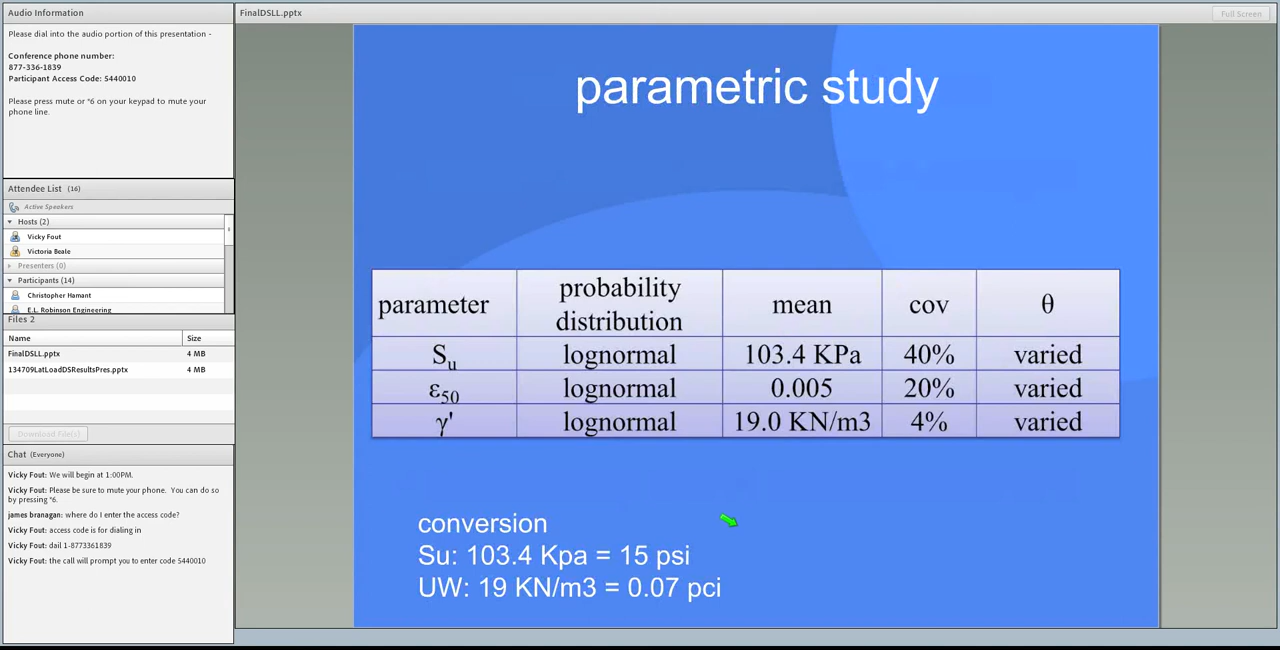 Audio Information
Please dial into the audio portion of this presentation -
Conference phone number:
877-336-1839
Participant Access Code: 5440010
Please press mute or *6 on your keypad to mute your
phone line.
Attendee List (16)
Active Speakers
Hosts (2)
Vicky Fout
Victoria Beale
Presenters (0)
Participants (14)
Christopher Hamant
E.L. Robinson Engineering
Files 2
Name Size
FinalDSLL.pptx 4 MB
134709LatLoadDSResultsPres.pptx 4 MB
Download File(s)
Chat (Everyone)
Vicky Fout: We will begin at 1:00PM.
Vicky Fout: Please be sure to mute your phone. You can do so
by pressing *6.
james branagan: where do I enter the access code?
Vicky Fout: access code is for dialing in
Vicky Fout: dail 1-8773361839
Vicky Fout: the call will prompt you to enter code 5440010
FinalDSLL.pptx
Full Screen
parametric study
parameter probability distribution mean cov θ
Su lognormal 103.4 KPa 40% varied
ε50 lognormal 0.005 20% varied
γ' lognormal 19.0 KN/m3 4% varied
conversion
Su: 103.4 Kpa = 15 psi
UW: 19 KN/m3 = 0.07 pci